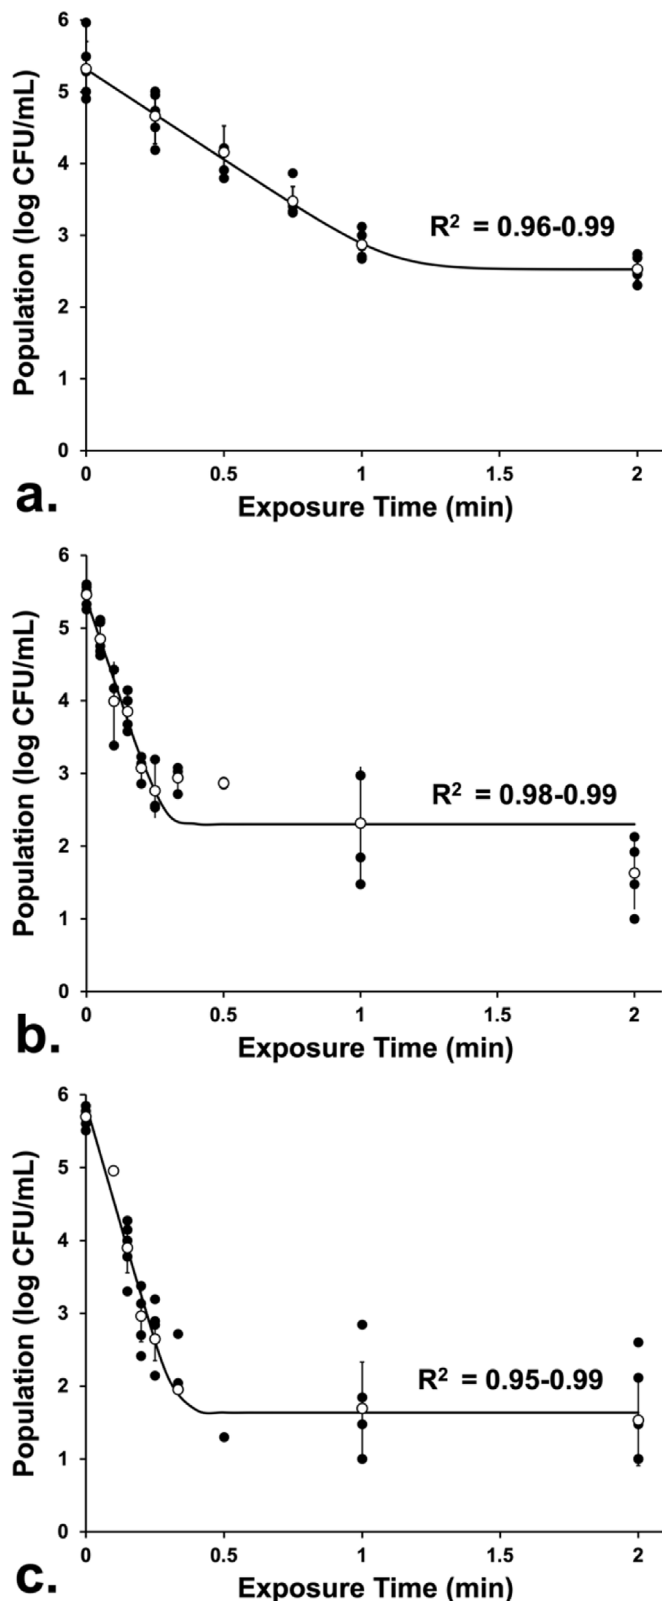 6
5
4
3
2
1
0
Population (log CFU/mL)
R² = 0.96-0.99
0 0.5 1 1.5 2
Exposure Time (min)
a.
6
5
4
3
2
1
0
Population (log CFU/mL)
R² = 0.98-0.99
0 0.5 1 1.5 2
Exposure Time (min)
b.
6
5
4
3
2
1
0
Population (log CFU/mL)
R² = 0.95-0.99
0 0.5 1 1.5 2
Exposure Time (min)
c.